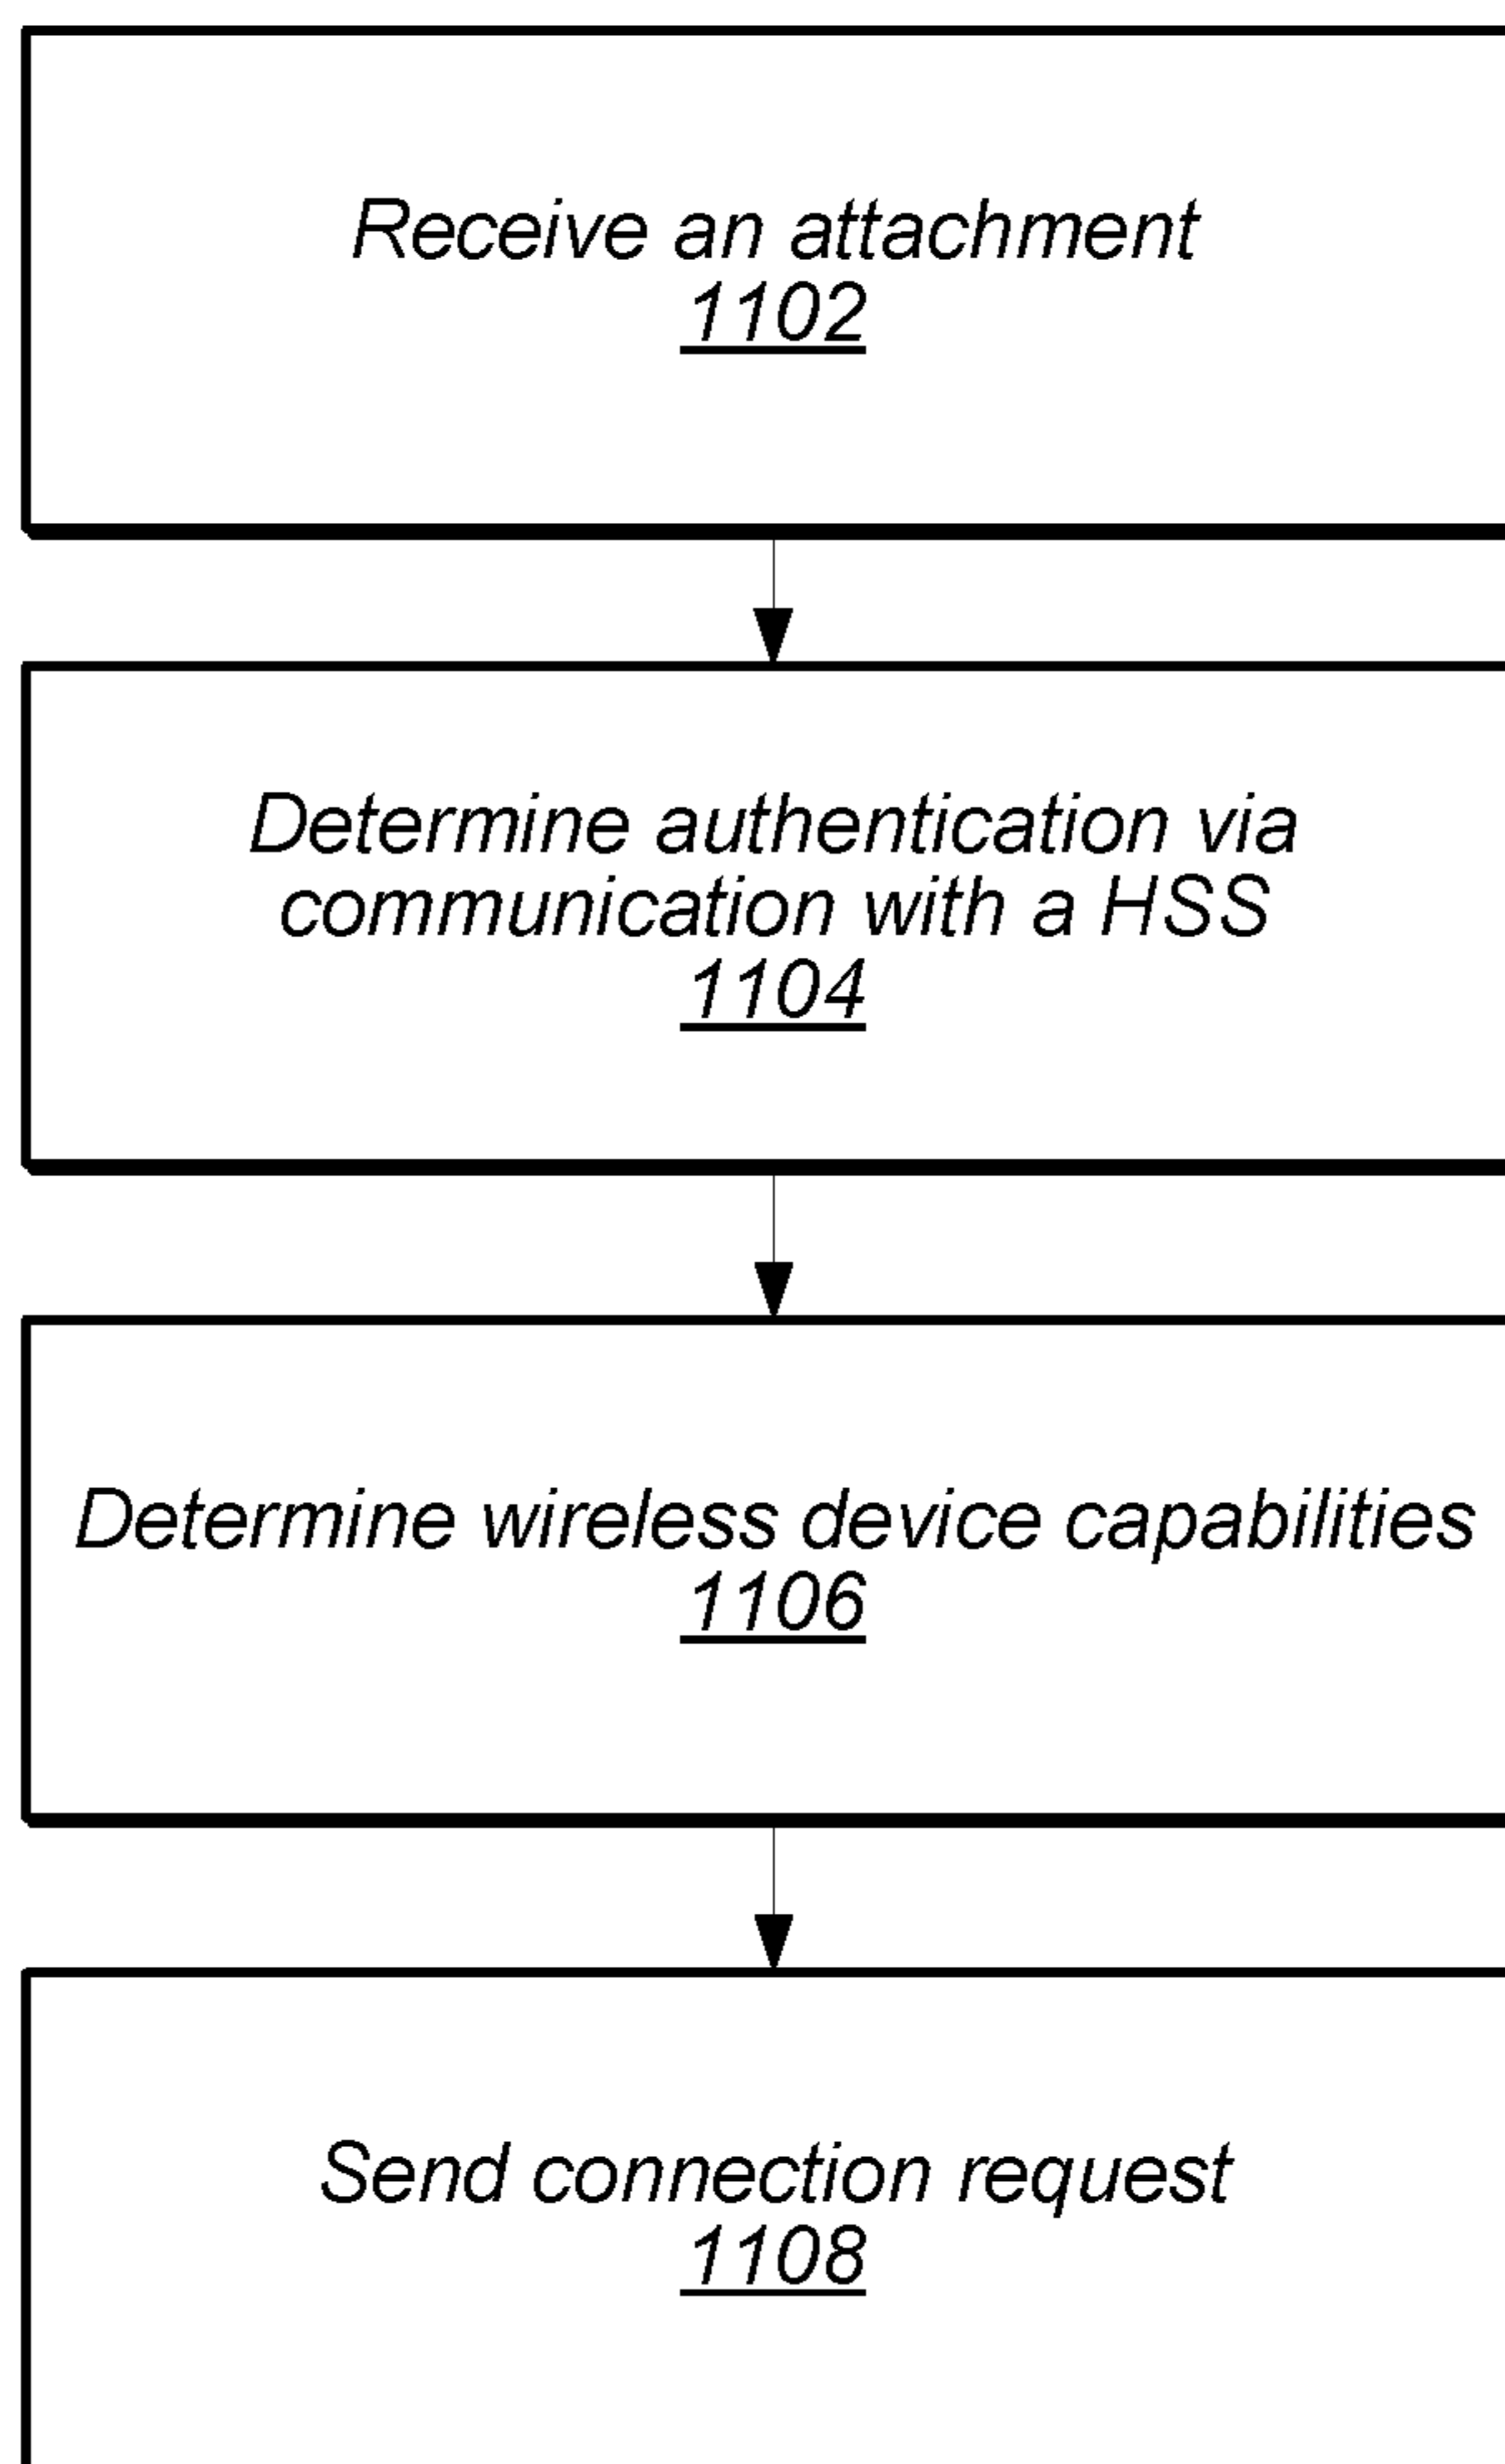 Receive an attachment
1102
Determine authentication via
communication with a HSS
1104
Determine wireless device capabilities
1106
Send connection request
1108